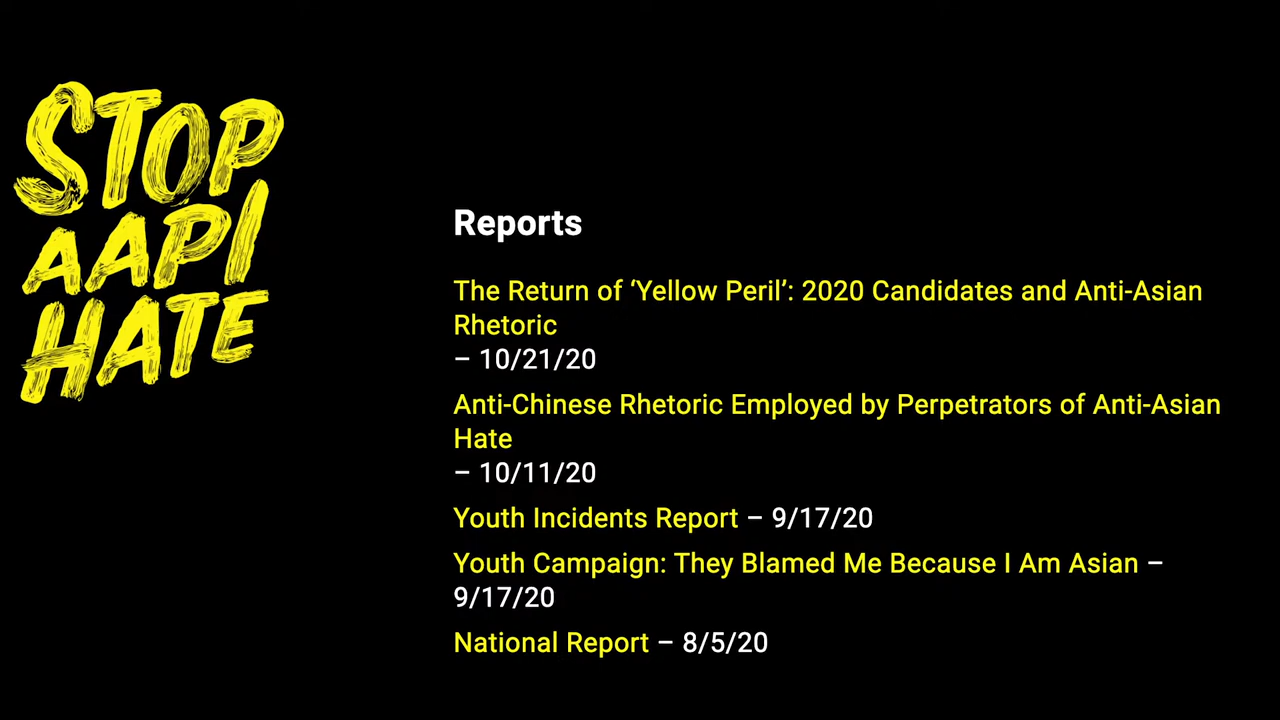 STOP
AAPI
HATE
Reports
The Return of ‘Yellow Peril’: 2020 Candidates and Anti-Asian
Rhetoric
– 10/21/20
Anti-Chinese Rhetoric Employed by Perpetrators of Anti-Asian
Hate
– 10/11/20
Youth Incidents Report – 9/17/20
Youth Campaign: They Blamed Me Because I Am Asian –
9/17/20
National Report – 8/5/20